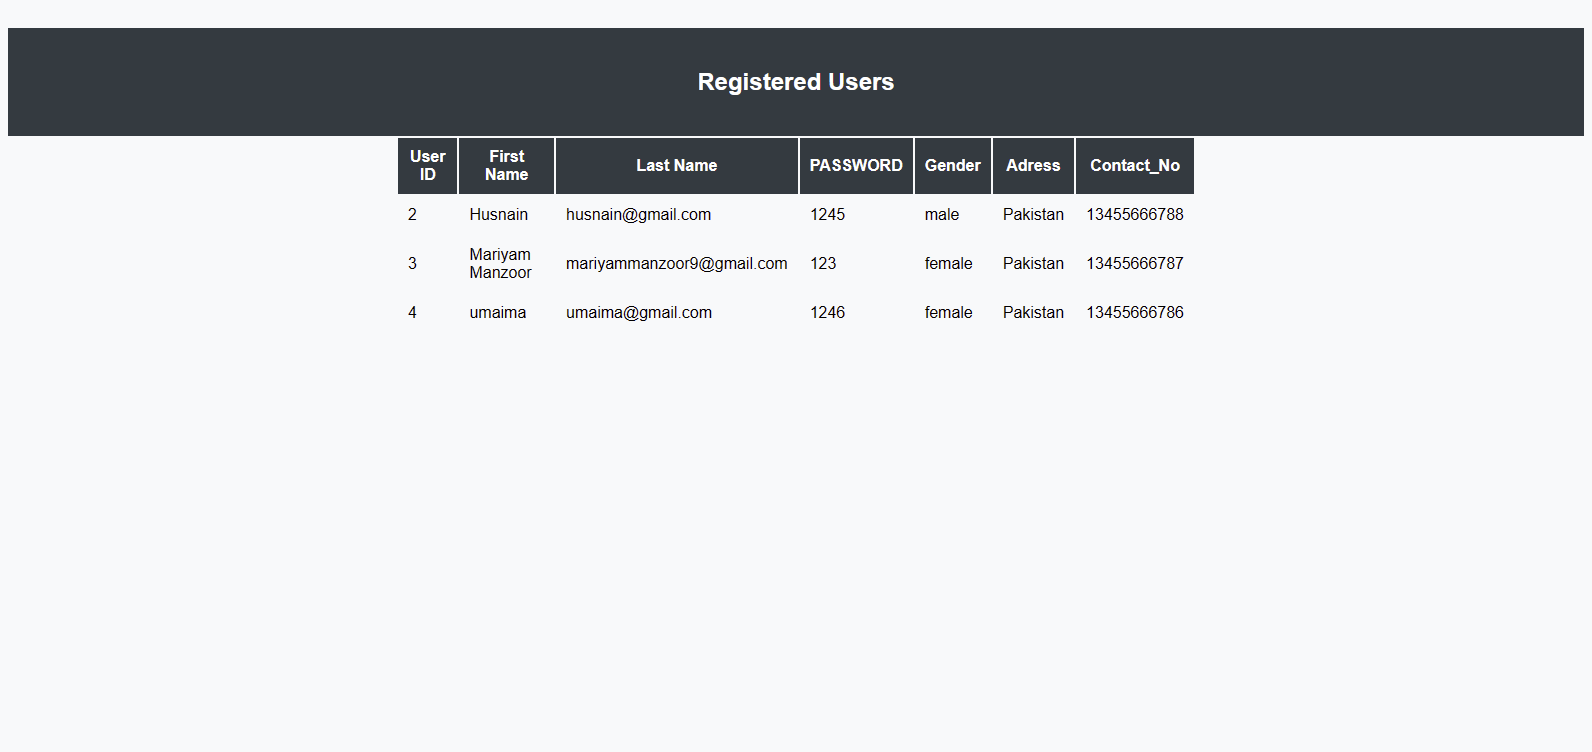 Registered Users
User ID First Name Last Name PASSWORD Gender Adress Contact_No
2 Husnain husnain@gmail.com 1245 male Pakistan 13455666788
3 Mariyam Manzoor mariyammanzoor9@gmail.com 123 female Pakistan 13455666787
4 umaima umaima@gmail.com 1246 female Pakistan 13455666786